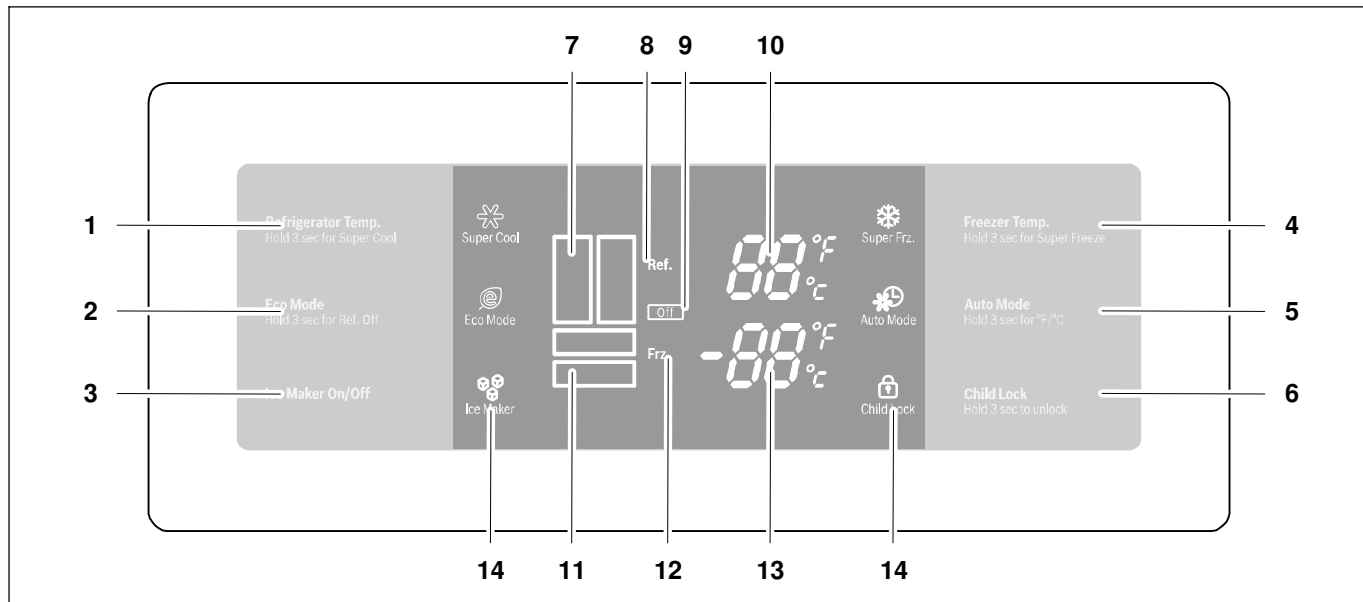 7 8 9 10
1 Refrigerator Temp.
Hold 3 sec for Super Cool
Super Cool
Ref.
88 °F
°C
Super Frz.
Freezer Temp. 4
Hold 3 sec for Super Freeze
2 Eco Mode
Hold 3 sec for Ref. Off
Eco Mode
Off
Auto Mode
Auto Mode 5
Hold 3 sec for °F/°C
Frz.
-88 °F
°C
3 Maker On/Off
Ice Maker
Child Lock
Child Lock 6
Hold 3 sec to unlock
14 11 12 13 14